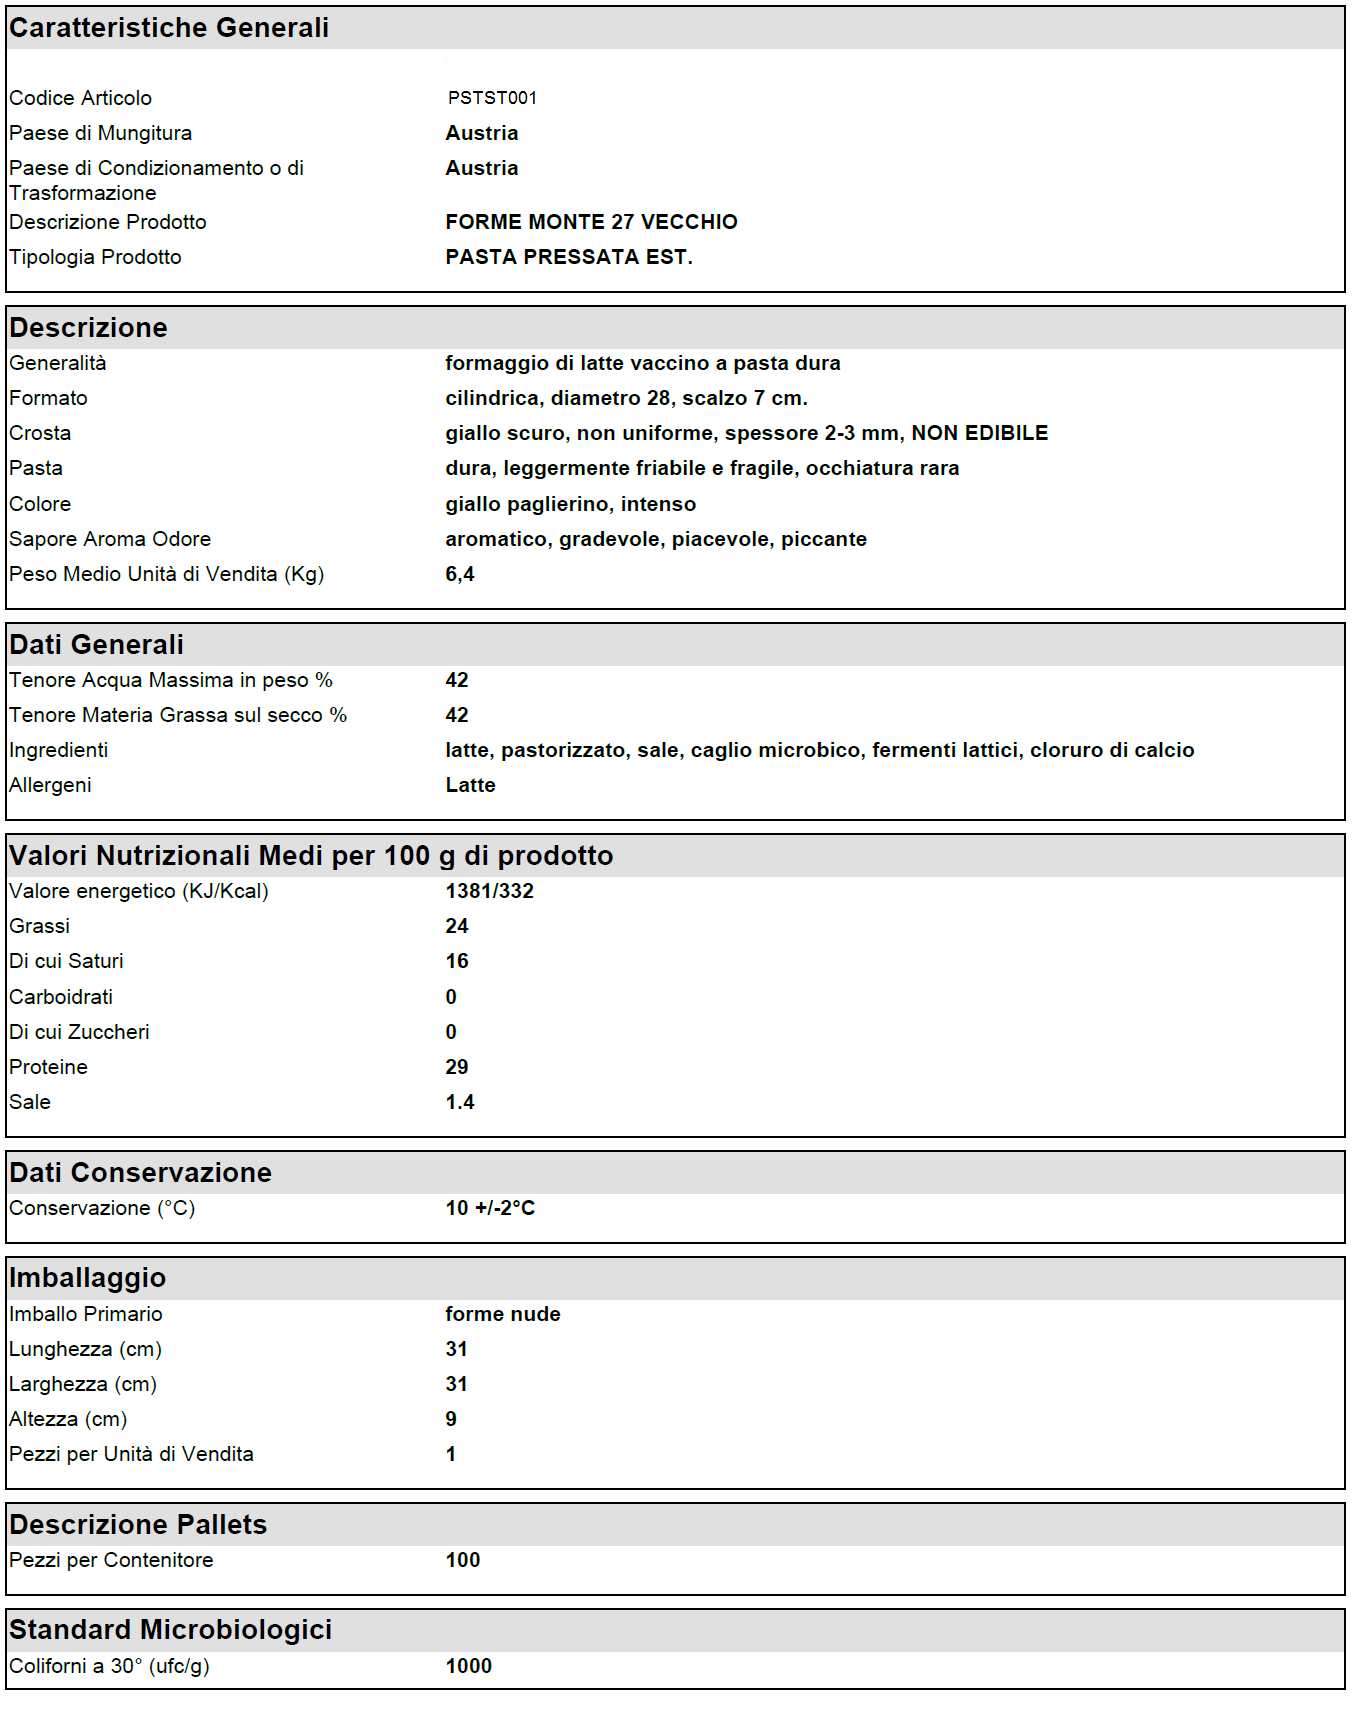 Caratteristiche Generali
Codice Articolo PSTST001
Paese di Mungitura Austria
Paese di Condizionamento o di Austria
Trasformazione
Descrizione Prodotto FORME MONTE 27 VECCHIO
Tipologia Prodotto PASTA PRESSATA EST.
Descrizione
Generalità formaggio di latte vaccino a pasta dura
Formato cilindrica, diametro 28, scalzo 7 cm.
Crosta giallo scuro, non uniforme, spessore 2-3 mm, NON EDIBILE
Pasta dura, leggermente friabile e fragile, occhiatura rara
Colore giallo paglierino, intenso
Sapore Aroma Odore aromatico, gradevole, piacevole, piccante
Peso Medio Unità di Vendita (Kg) 6,4
Dati Generali
Tenore Acqua Massima in peso % 42
Tenore Materia Grassa sul secco % 42
Ingredienti latte, pastorizzato, sale, caglio microbico, fermenti lattici, cloruro di calcio
Allergeni Latte
Valori Nutrizionali Medi per 100 g di prodotto
Valore energetico (KJ/Kcal) 1381/332
Grassi 24
Di cui Saturi 16
Carboidrati 0
Di cui Zuccheri 0
Proteine 29
Sale 1.4
Dati Conservazione
Conservazione (°C) 10 +/-2°C
Imballaggio
Imballo Primario forme nude
Lunghezza (cm) 31
Larghezza (cm) 31
Altezza (cm) 9
Pezzi per Unità di Vendita 1
Descrizione Pallets
Pezzi per Contenitore 100
Standard Microbiologici
Coliforni a 30° (ufc/g) 1000